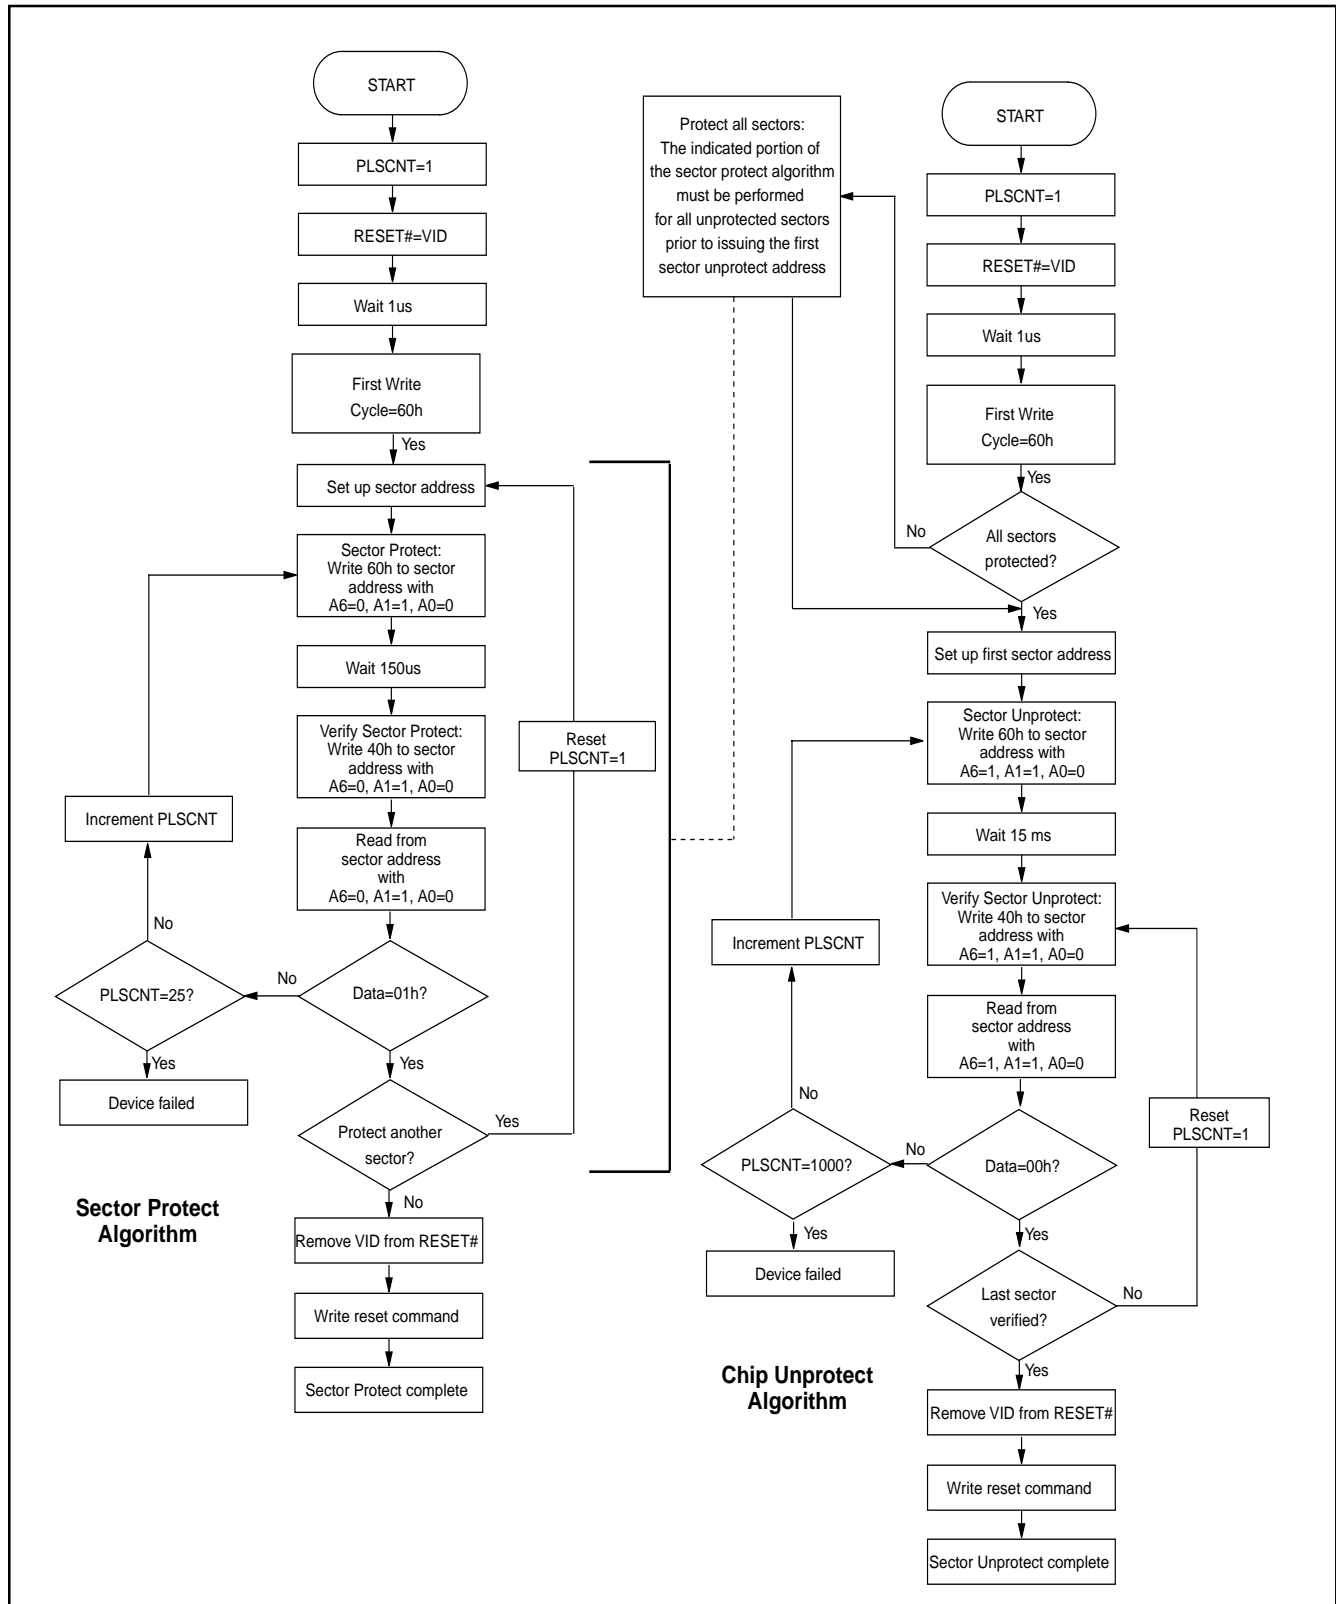 START
PLSCNT=1
RESET#=VID
Wait 1us
First Write
Cycle=60h
Yes
Set up sector address
Sector Protect:
Write 60h to sector
address with
A6=0, A1=1, A0=0
Wait 150us
Verify Sector Protect:
Write 40h to sector
address with
A6=0, A1=1, A0=0
Reset
PLSCNT=1
Increment PLSCNT
Read from
sector address
with
A6=0, A1=1, A0=0
No
PLSCNT=25?
No
Data=01h?
Yes
Yes
Device failed
Protect another
sector?
Yes
Sector Protect
Algorithm
No
Remove VID from RESET#
Write reset command
Sector Protect complete
Protect all sectors:
The indicated portion of
the sector protect algorithm
must be performed
for all unprotected sectors
prior to issuing the first
sector unprotect address
START
PLSCNT=1
RESET#=VID
Wait 1us
First Write
Cycle=60h
Yes
No
All sectors
protected?
Yes
Set up first sector address
Sector Unprotect:
Write 60h to sector
address with
A6=1, A1=1, A0=0
Wait 15 ms
Verify Sector Unprotect:
Write 40h to sector
address with
A6=1, A1=1, A0=0
Increment PLSCNT
Read from
sector address
with
A6=1, A1=1, A0=0
No
Reset
PLSCNT=1
PLSCNT=1000?
No
Data=00h?
Yes
Yes
Device failed
Last sector
verified?
No
Chip Unprotect
Algorithm
Yes
Remove VID from RESET#
Write reset command
Sector Unprotect complete